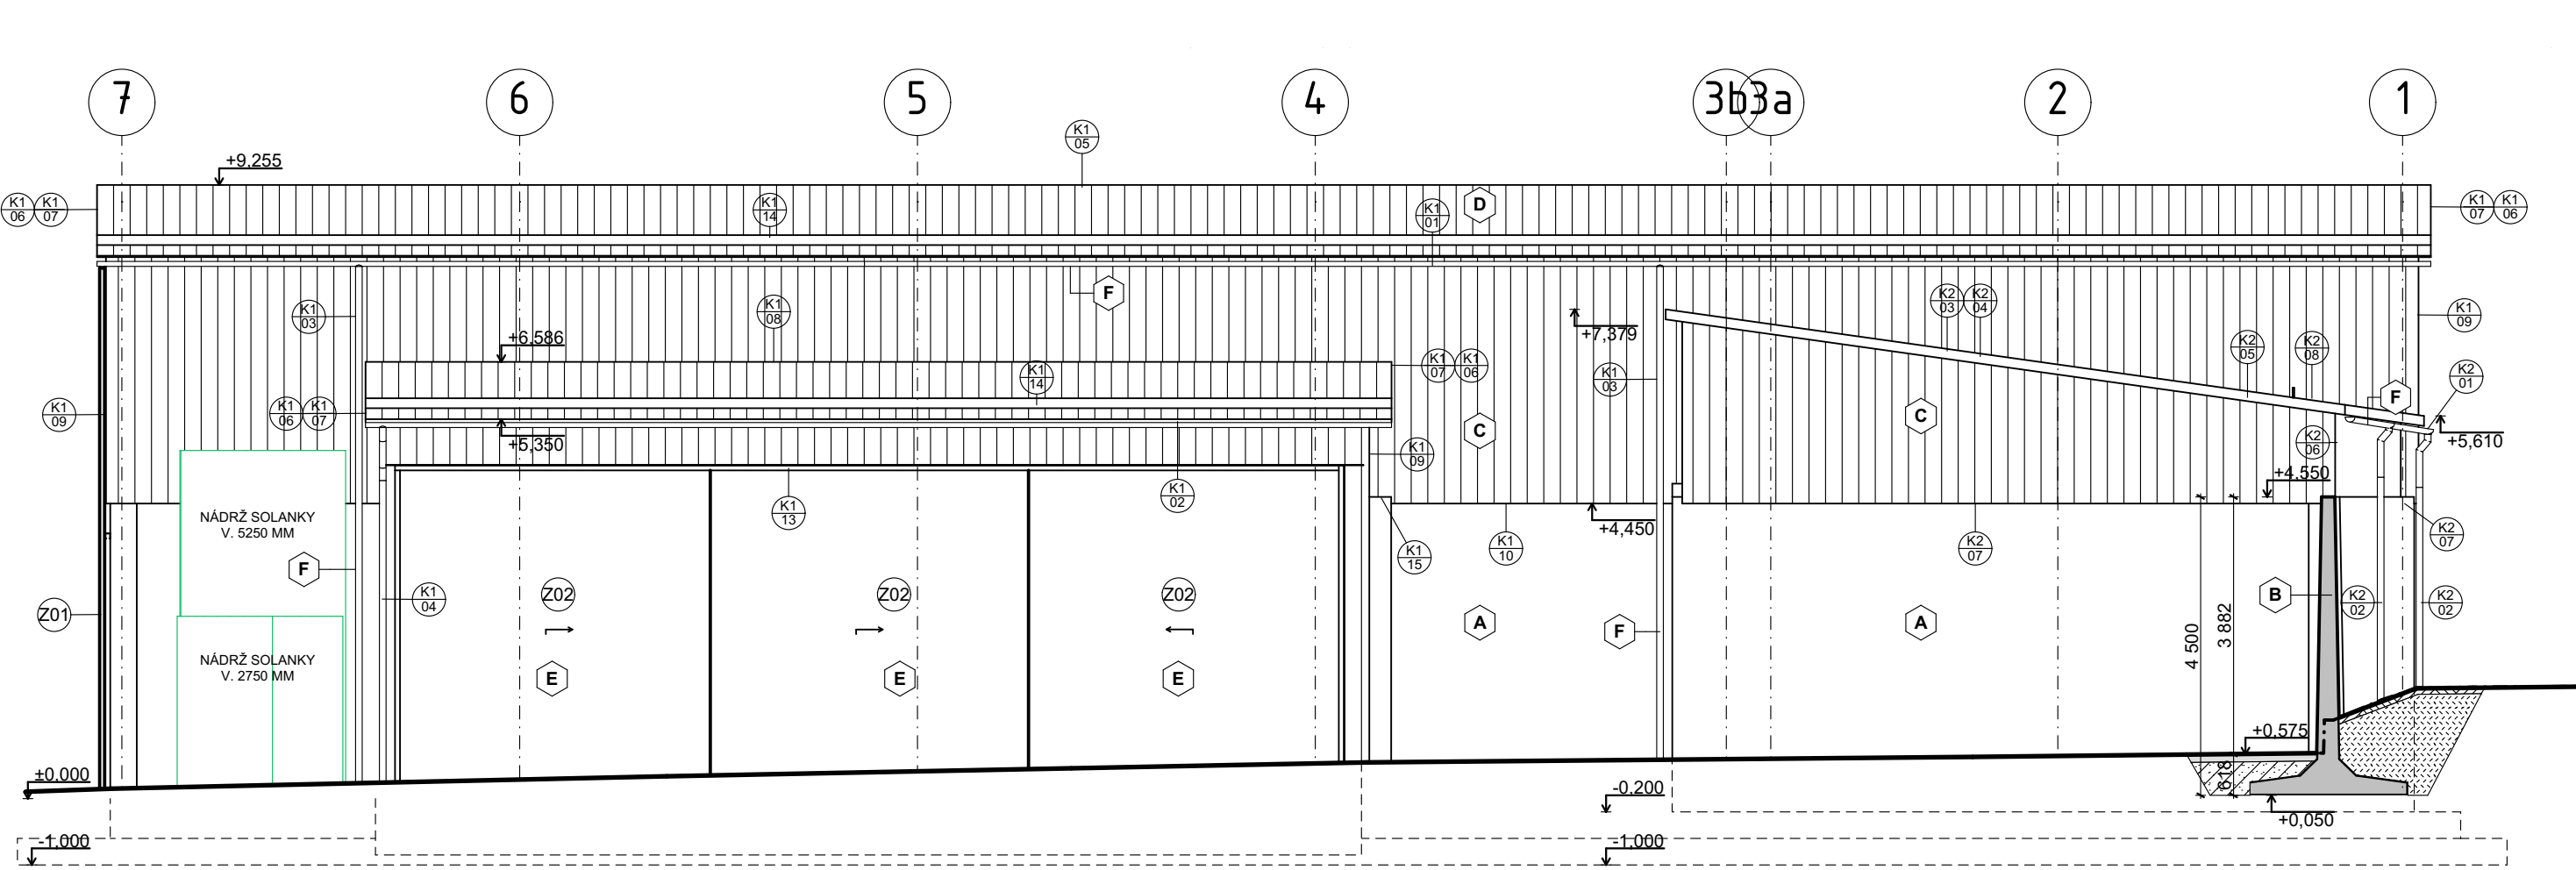 7 6 5 4 3b 3a 2 1
K1 05
+9,255
K1 06 K1 07
K1 14
D
K1 01
K1 07 K1 06
F
K1 03
K1 08
K2 03 K2 04
K1 09
+6,586
+7,379
K2 05
K2 08
K1 14
K1 07 K1 06
K1 03
K2 01
F
K1 09
K1 06 K1 07
C
C
+5,350
K1 09
K2 06
+5,610
+4,550
K1 02
K1 13
NÁDRŽ SOLANKY
V. 5250 MM
+4,450
K1 15
K1 10
K2 07
K2 07
F
Z01
K1 04
Z02
Z02
Z02
A
F
A
B
K2 02
K2 02
4 500
3 882
NÁDRŽ SOLANKY
V. 2750 MM
E
E
E
+0,575
±0,000
618
-0,200
+0,050
-1,000
-1,000